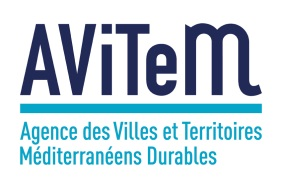 AViTeM
Agence des Villes et Territoires
Méditerranéens Durables